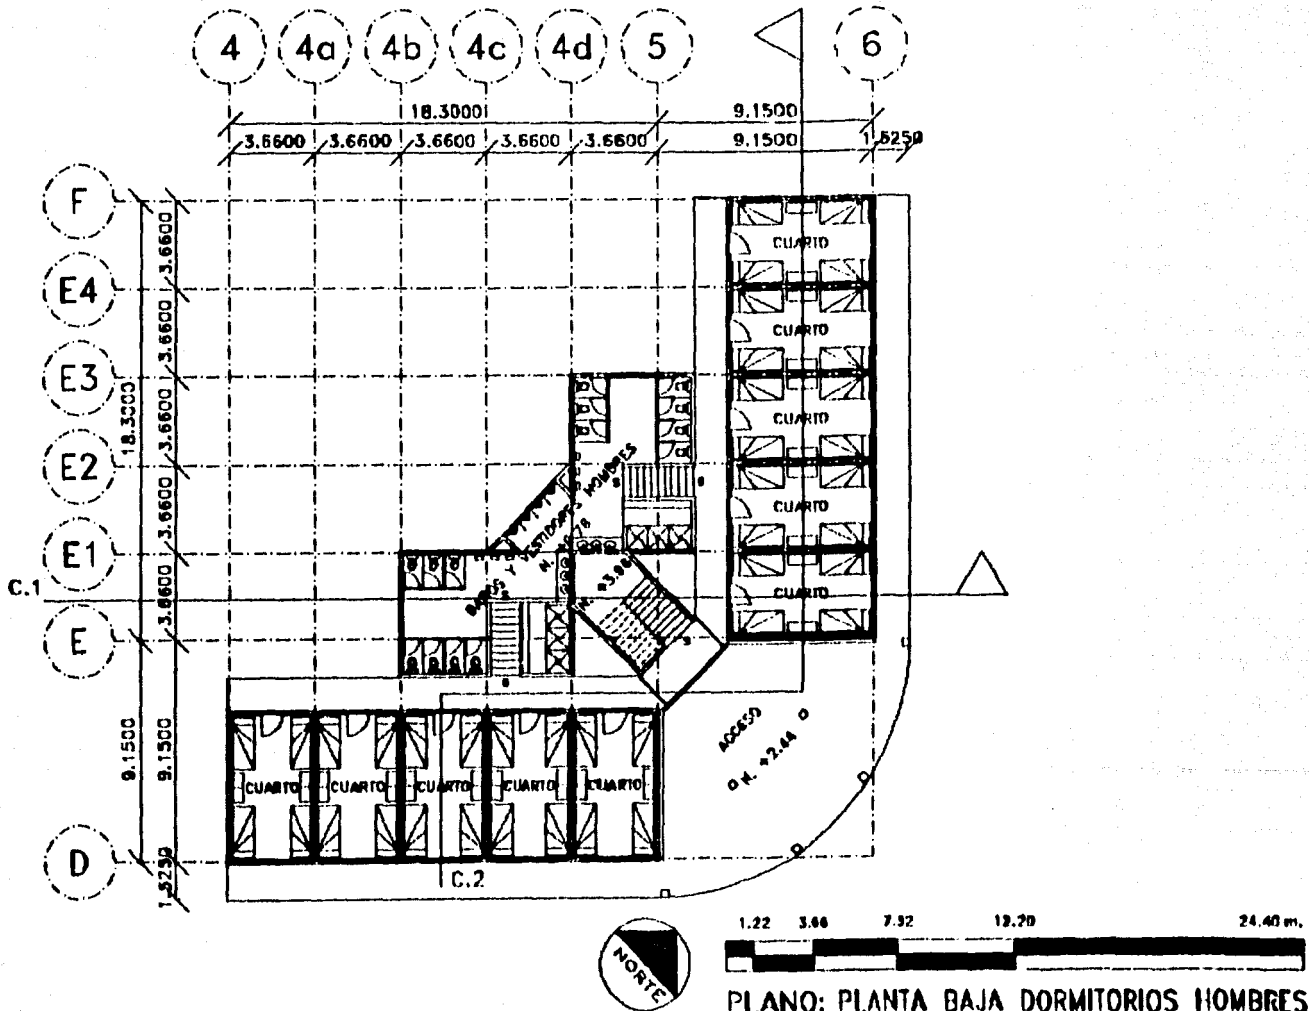 4 4a 4b 4c 4d 5 6
18.3000 9.1500
3.6600 3.6600 3.6600 3.6600 3.6600 9.1500 1.5250
F
E4
E3
E2
E1
E
D
3.6600
3.6600
3.6600
3.6600
3.6600
18.3000
9.1500
9.1500
1.5250
CUARTO
CUARTO
CUARTO
CUARTO
CUARTO
BAÑOS Y VESTIDORES HOMBRES
N. +3.96
C.1
S
ACCESO
N. +2.44
CUARTO CUARTO CUARTO CUARTO CUARTO
C.2
NORTE
1.22 3.66 7.32 12.20 24.40 m.
PLANO: PLANTA BAJA DORMITORIOS HOMBRES